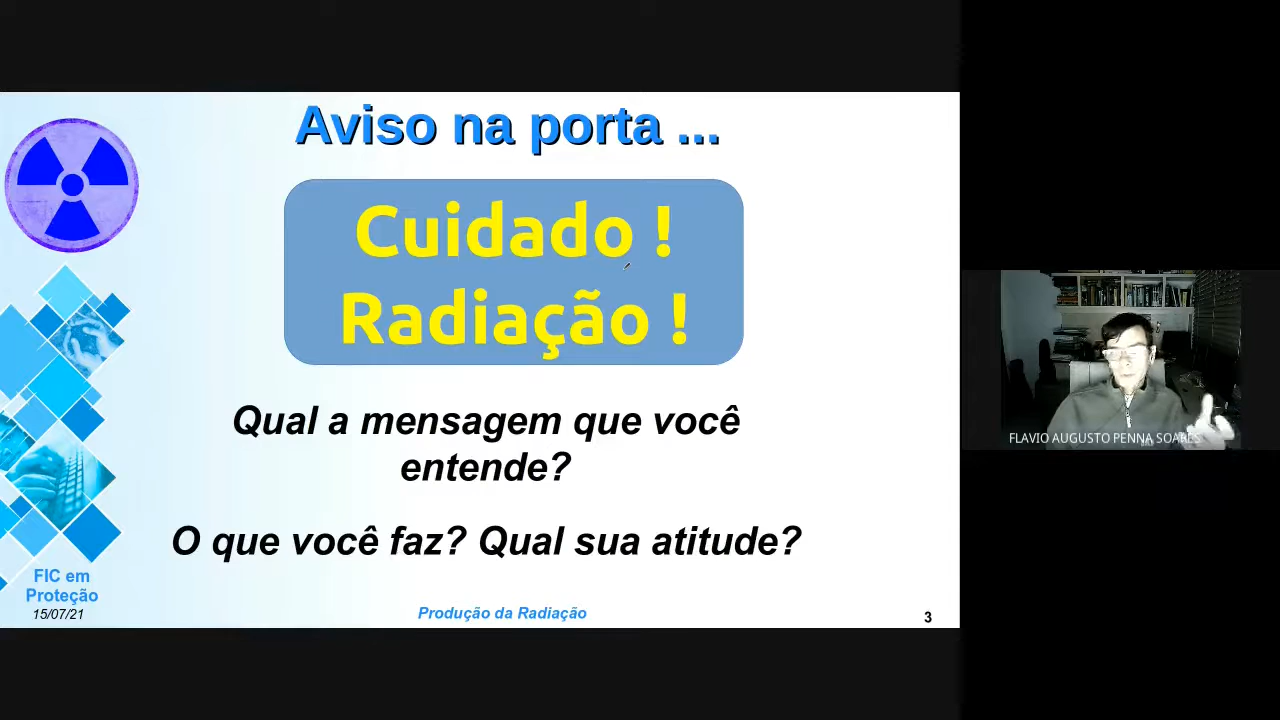 Aviso na porta ...
Cuidado !
Radiação !
Qual a mensagem que você
entende?
O que você faz? Qual sua atitude?
FIC em
Proteção
15/07/21
Produção da Radiação
3
FLAVIO AUGUSTO PENNA SOARES